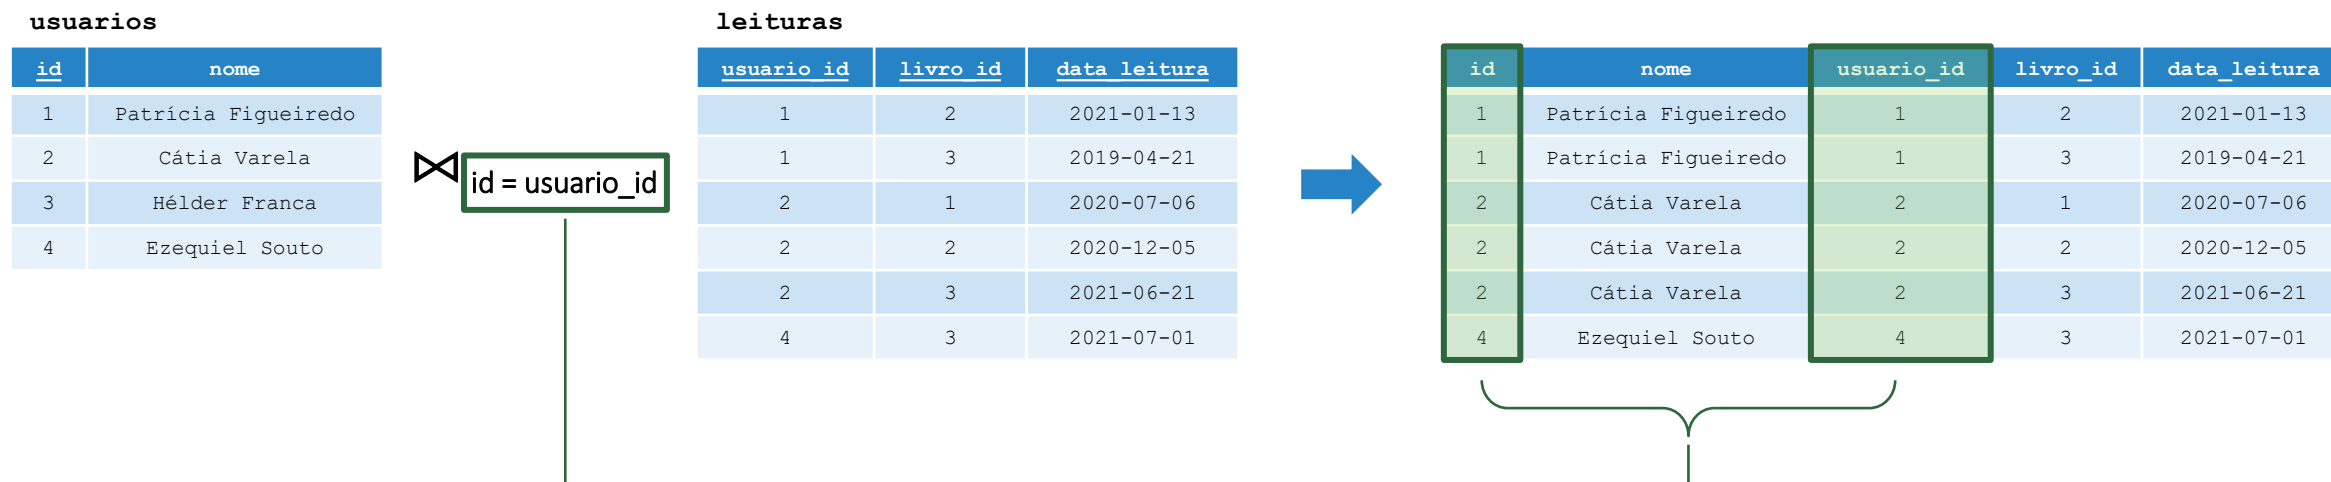 usuarios
id nome
1 Patrícia Figueiredo
2 Cátia Varela
3 Hélder Franca
4 Ezequiel Souto
⋈ id = usuario_id
leituras
usuario_id livro_id data_leitura
1 2 2021-01-13
1 3 2019-04-21
2 1 2020-07-06
2 2 2020-12-05
2 3 2021-06-21
4 3 2021-07-01
id nome usuario_id livro_id data_leitura
1 Patrícia Figueiredo 1 2 2021-01-13
1 Patrícia Figueiredo 1 3 2019-04-21
2 Cátia Varela 2 1 2020-07-06
2 Cátia Varela 2 2 2020-12-05
2 Cátia Varela 2 3 2021-06-21
4 Ezequiel Souto 4 3 2021-07-01